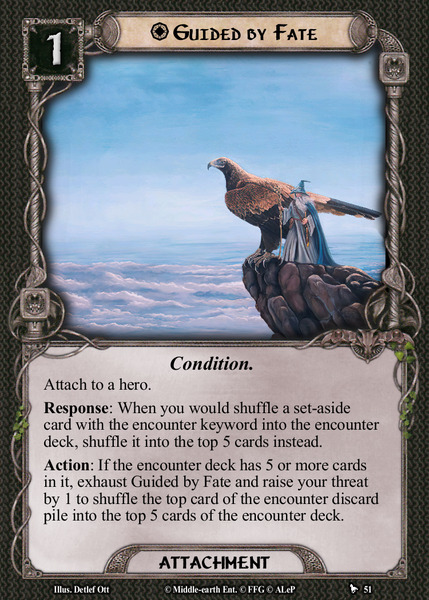 1
Guided by Fate
Condition.
Attach to a hero.
Response: When you would shuffle a set-aside
card with the encounter keyword into the encounter
deck, shuffle it into the top 5 cards instead.
Action: If the encounter deck has 5 or more cards
in it, exhaust Guided by Fate and raise your threat
by 1 to shuffle the top card of the encounter discard
pile into the top 5 cards of the encounter deck.
ATTACHMENT
Illus. Detlef Ott © Middle-earth Ent. © FFG © ALeP 51